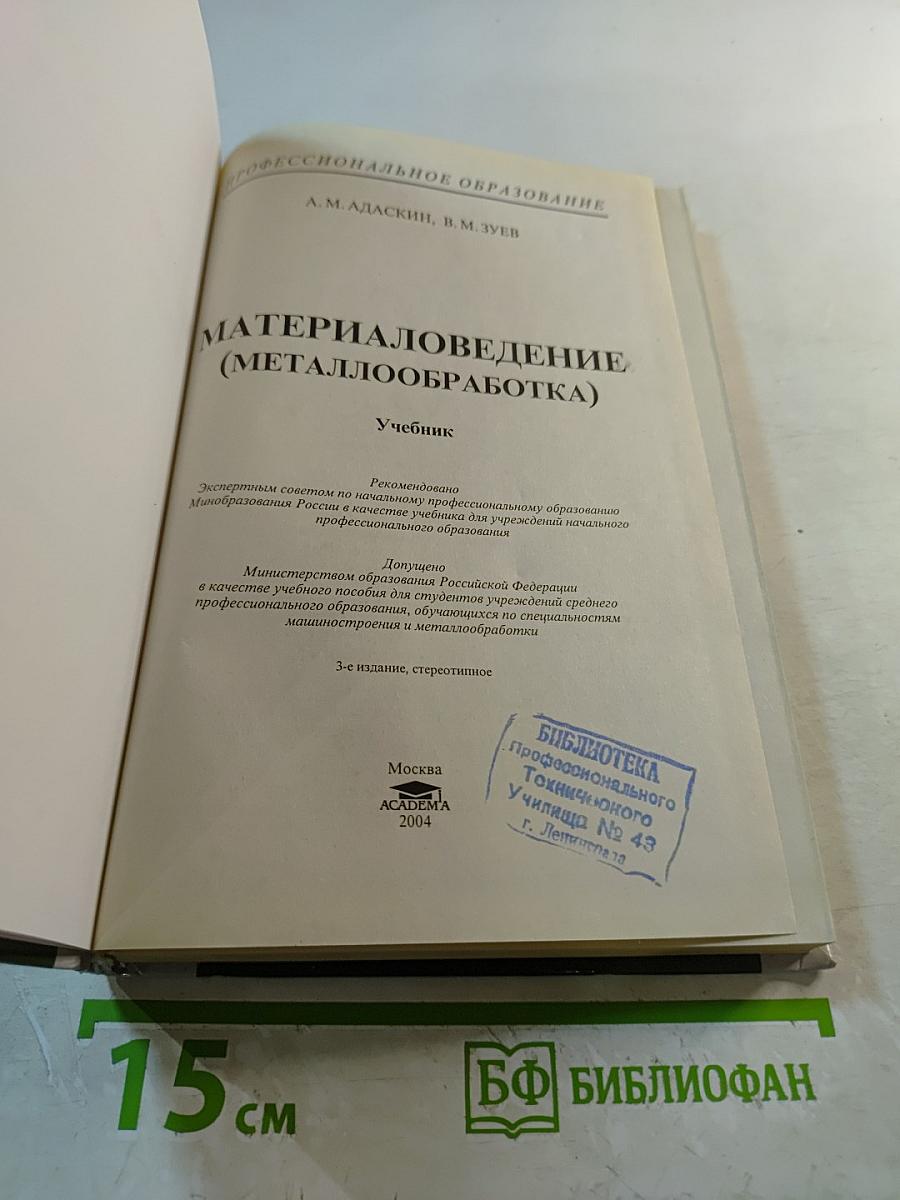 ПРОФЕССИОНАЛЬНОЕ ОБРАЗОВАНИЕ
А. М. АДАСКИН, В. М. ЗУЕВ
МАТЕРИАЛОВЕДЕНИЕ
(МЕТАЛЛООБРАБОТКА)
Учебник
Рекомендовано
Экспертным советом по начальному профессиональному образованию
Минобразования России в качестве учебника для учреждений начального
профессионального образования
Допущено
Министерством образования Российской Федерации
в качестве учебного пособия для студентов учреждений среднего
профессионального образования, обучающихся по специальностям
машиностроения и металлообработки
3-е издание, стереотипное
Москва
ACADEMA
2004
БИБЛИОТЕКА
Профессионального
Технического
Училища № 43
г. Ленинграда
15 см
БФ БИБЛИОФАН